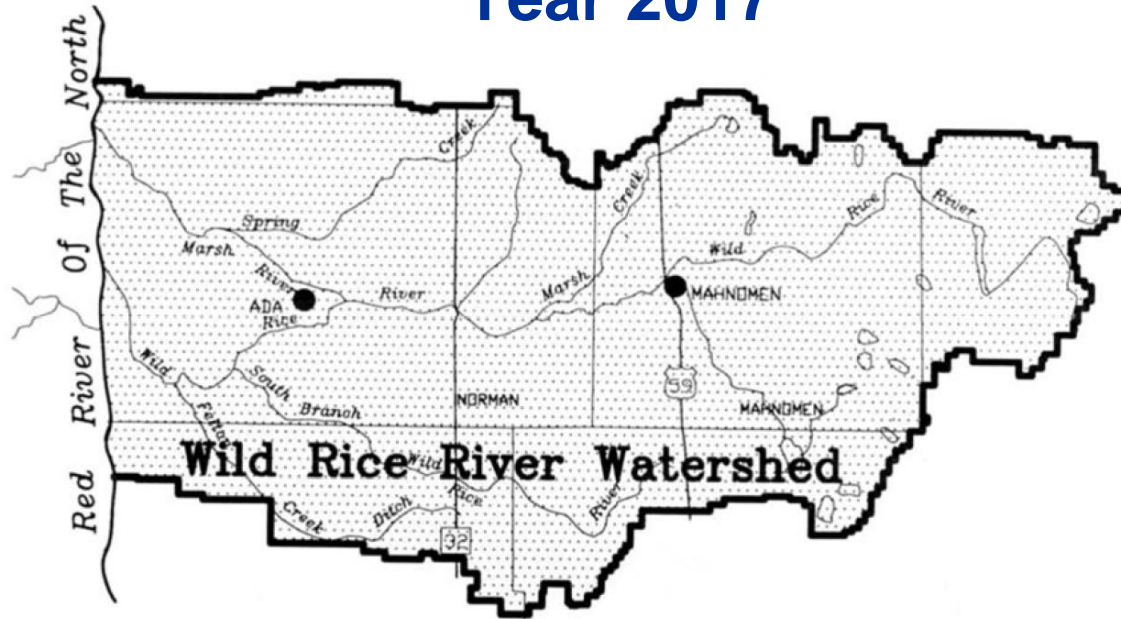 Year 2017
Red River Of The North
Creek
Spring
Marsh
River
River
ADA
Rice
Creek
Marsh
Wild
Rice
River
MAHNOMEN
59
Wild
South
Branch
NORMAN
MAHNOMEN
Wild Rice River Watershed
Wild
Rice
River
Creek
Ditch
32